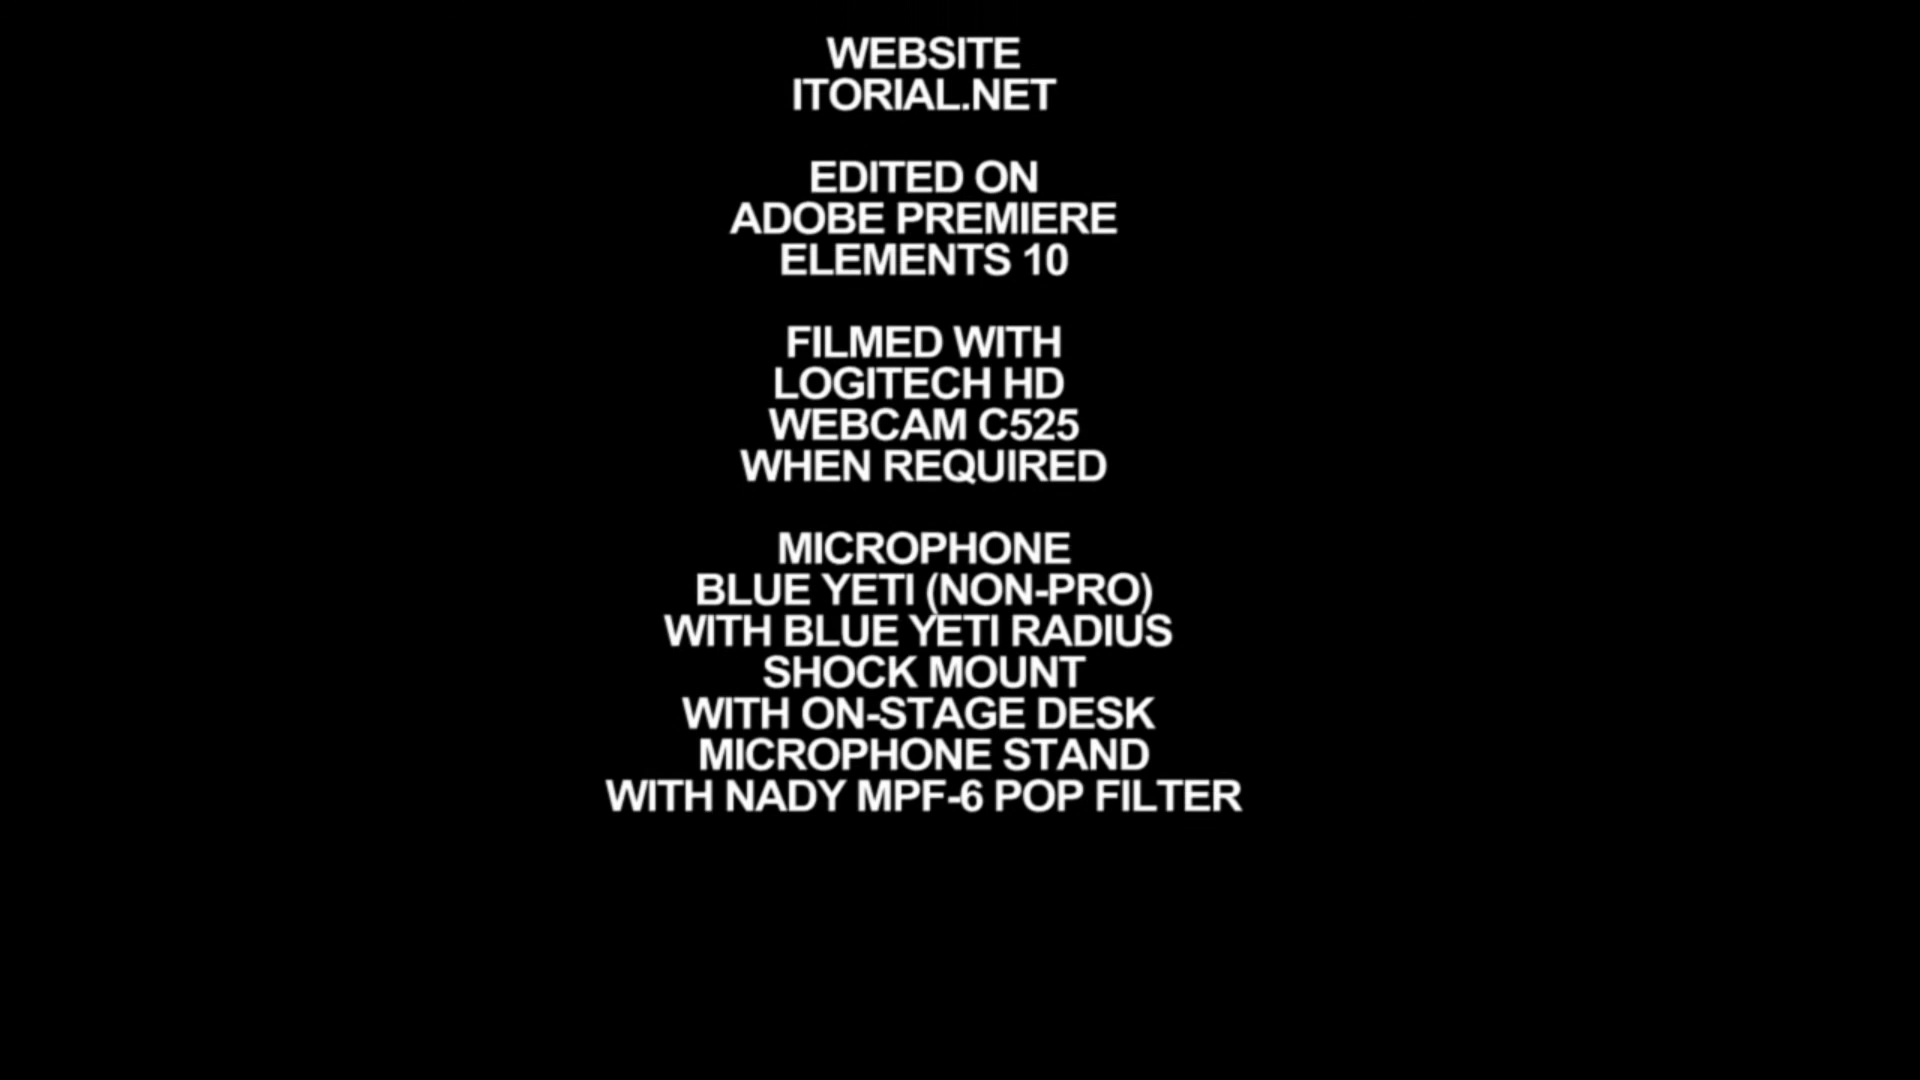 WEBSITE
ITORIAL.NET
EDITED ON
ADOBE PREMIERE
ELEMENTS 10
FILMED WITH
LOGITECH HD
WEBCAM C525
WHEN REQUIRED
MICROPHONE
BLUE YETI (NON-PRO)
WITH BLUE YETI RADIUS
SHOCK MOUNT
WITH ON-STAGE DESK
MICROPHONE STAND
WITH NADY MPF-6 POP FILTER